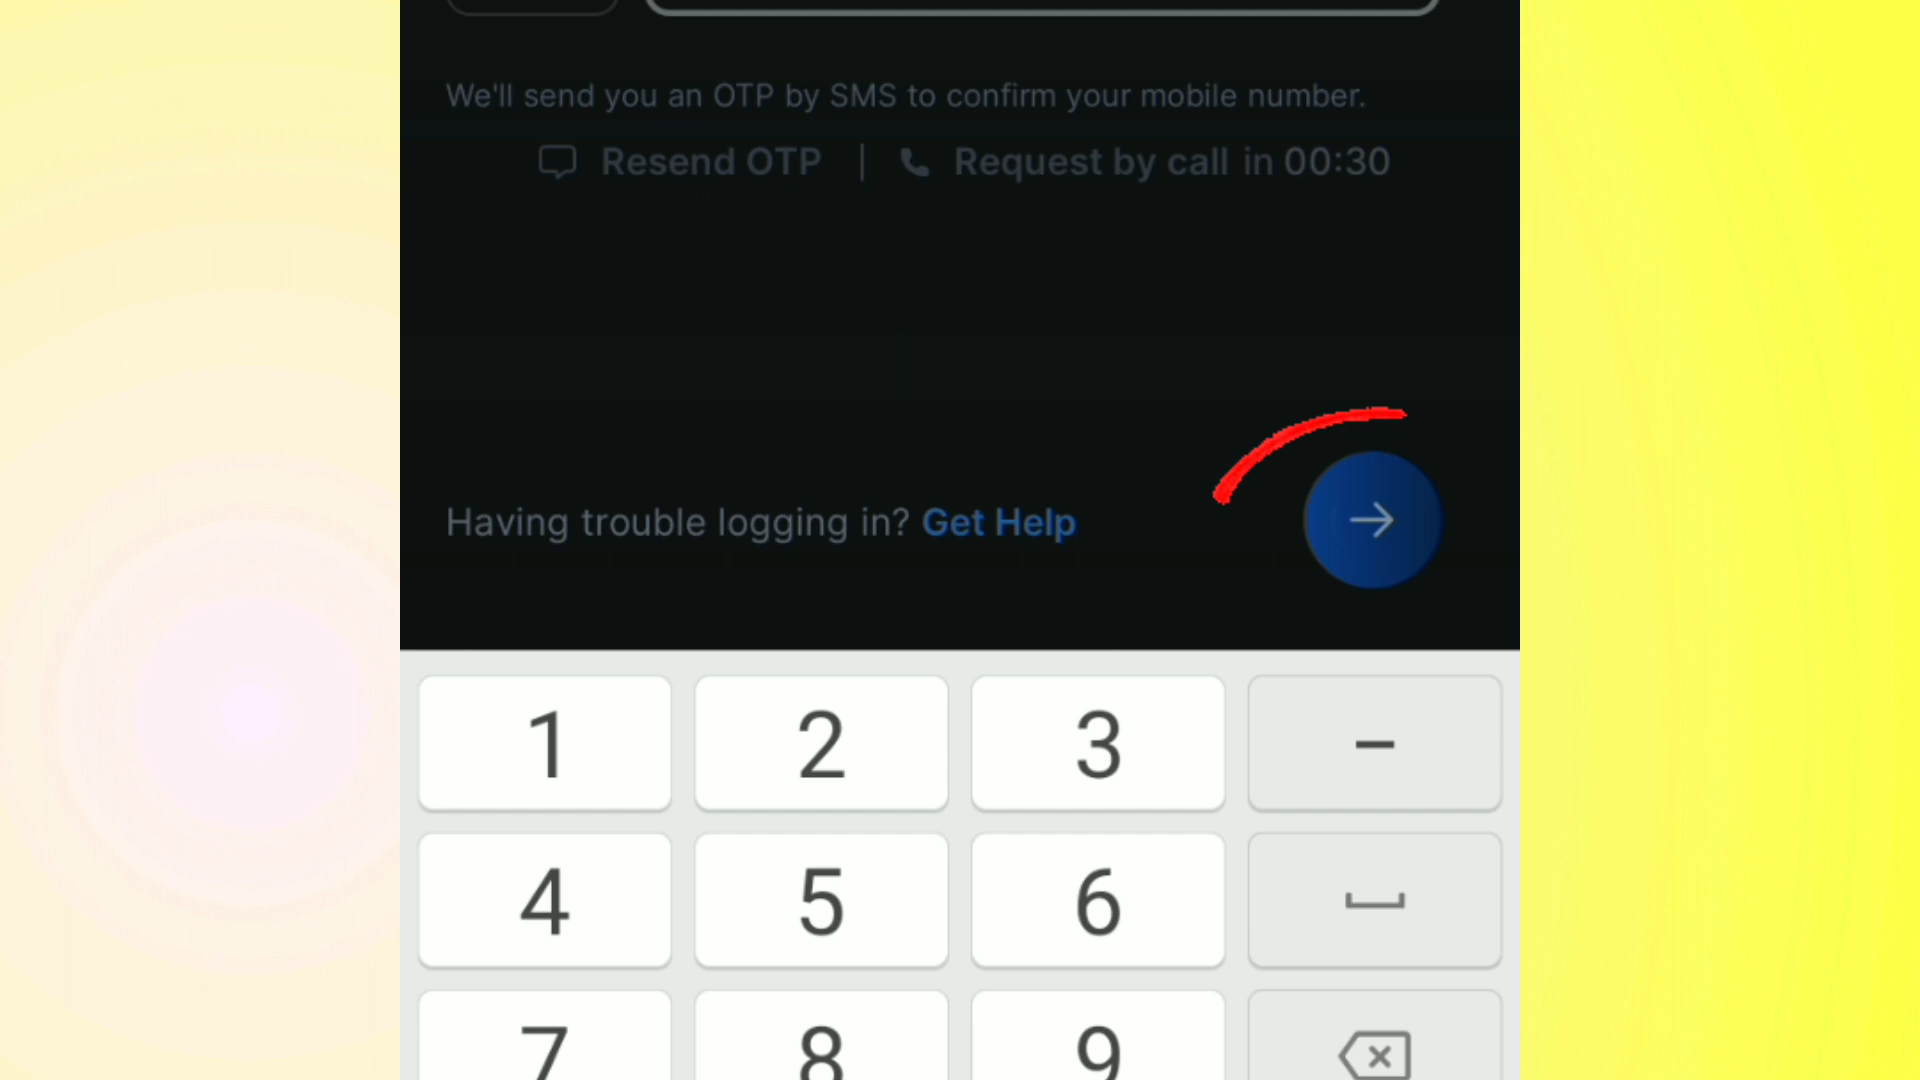 We'll send you an OTP by SMS to confirm your mobile number.
Resend OTP | Request by call in 00:30
Having trouble logging in? Get Help
1 2 3 –
4 5 6
7 8 9